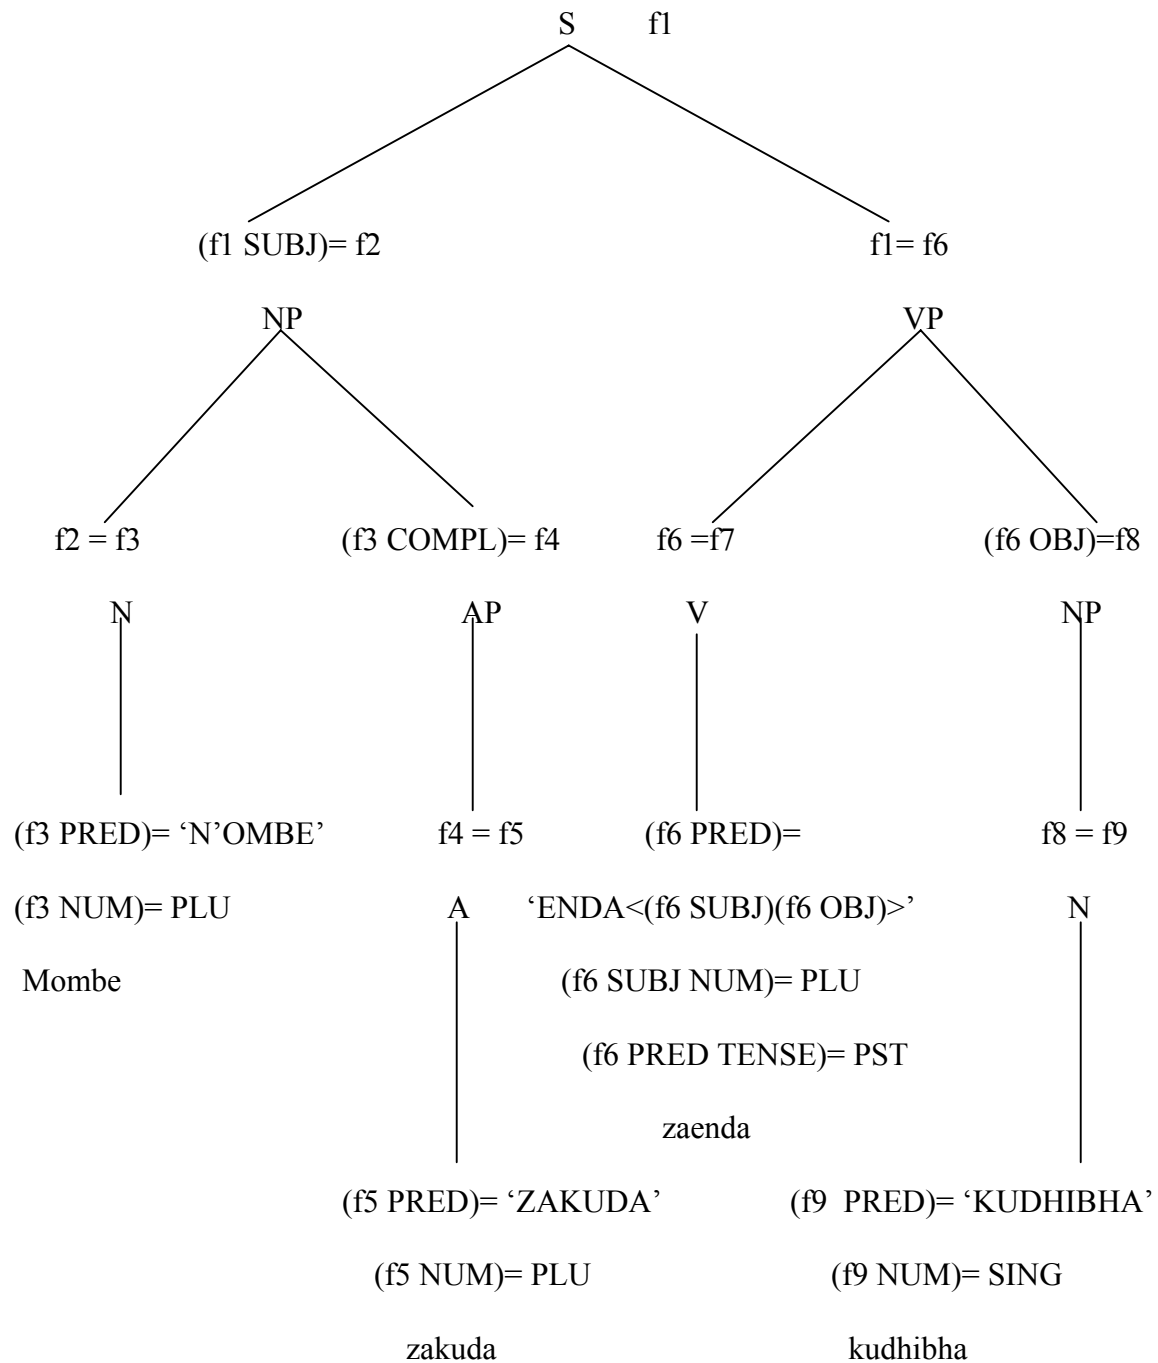 S f1
(f1 SUBJ)= f2 f1= f6
NP VP
f2 = f3 (f3 COMPL)= f4 f6 =f7 (f6 OBJ)=f8
N AP V NP
(f3 PRED)= ‘N’OMBE’ f4 = f5 (f6 PRED)= f8 = f9
(f3 NUM)= PLU A ‘ENDA<(f6 SUBJ)(f6 OBJ)>’ N
Mombe (f6 SUBJ NUM)= PLU
(f6 PRED TENSE)= PST
zaenda
(f5 PRED)= ‘ZAKUDA’ (f9 PRED)= ‘KUDHIBHA’
(f5 NUM)= PLU (f9 NUM)= SING
zakuda kudhibha